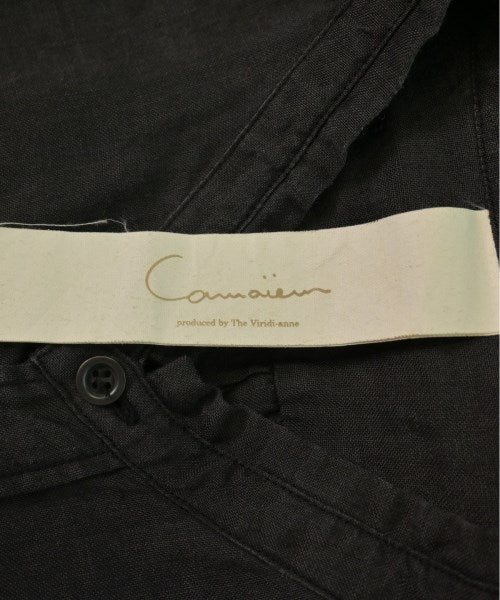 Camaïeu
produced by The Viridi-anne